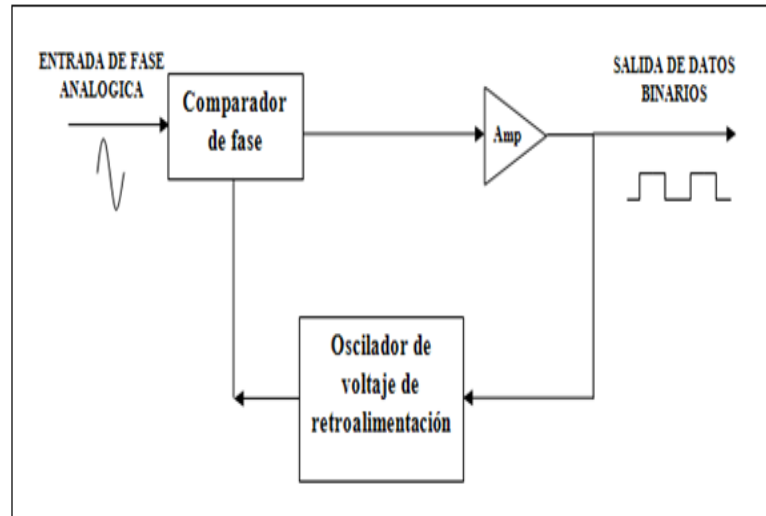 ENTRADA DE FASE
ANALOGICA
Comparador
de fase
Amp
SALIDA DE DATOS
BINARIOS
Oscilador de
voltaje de
retroalimentación